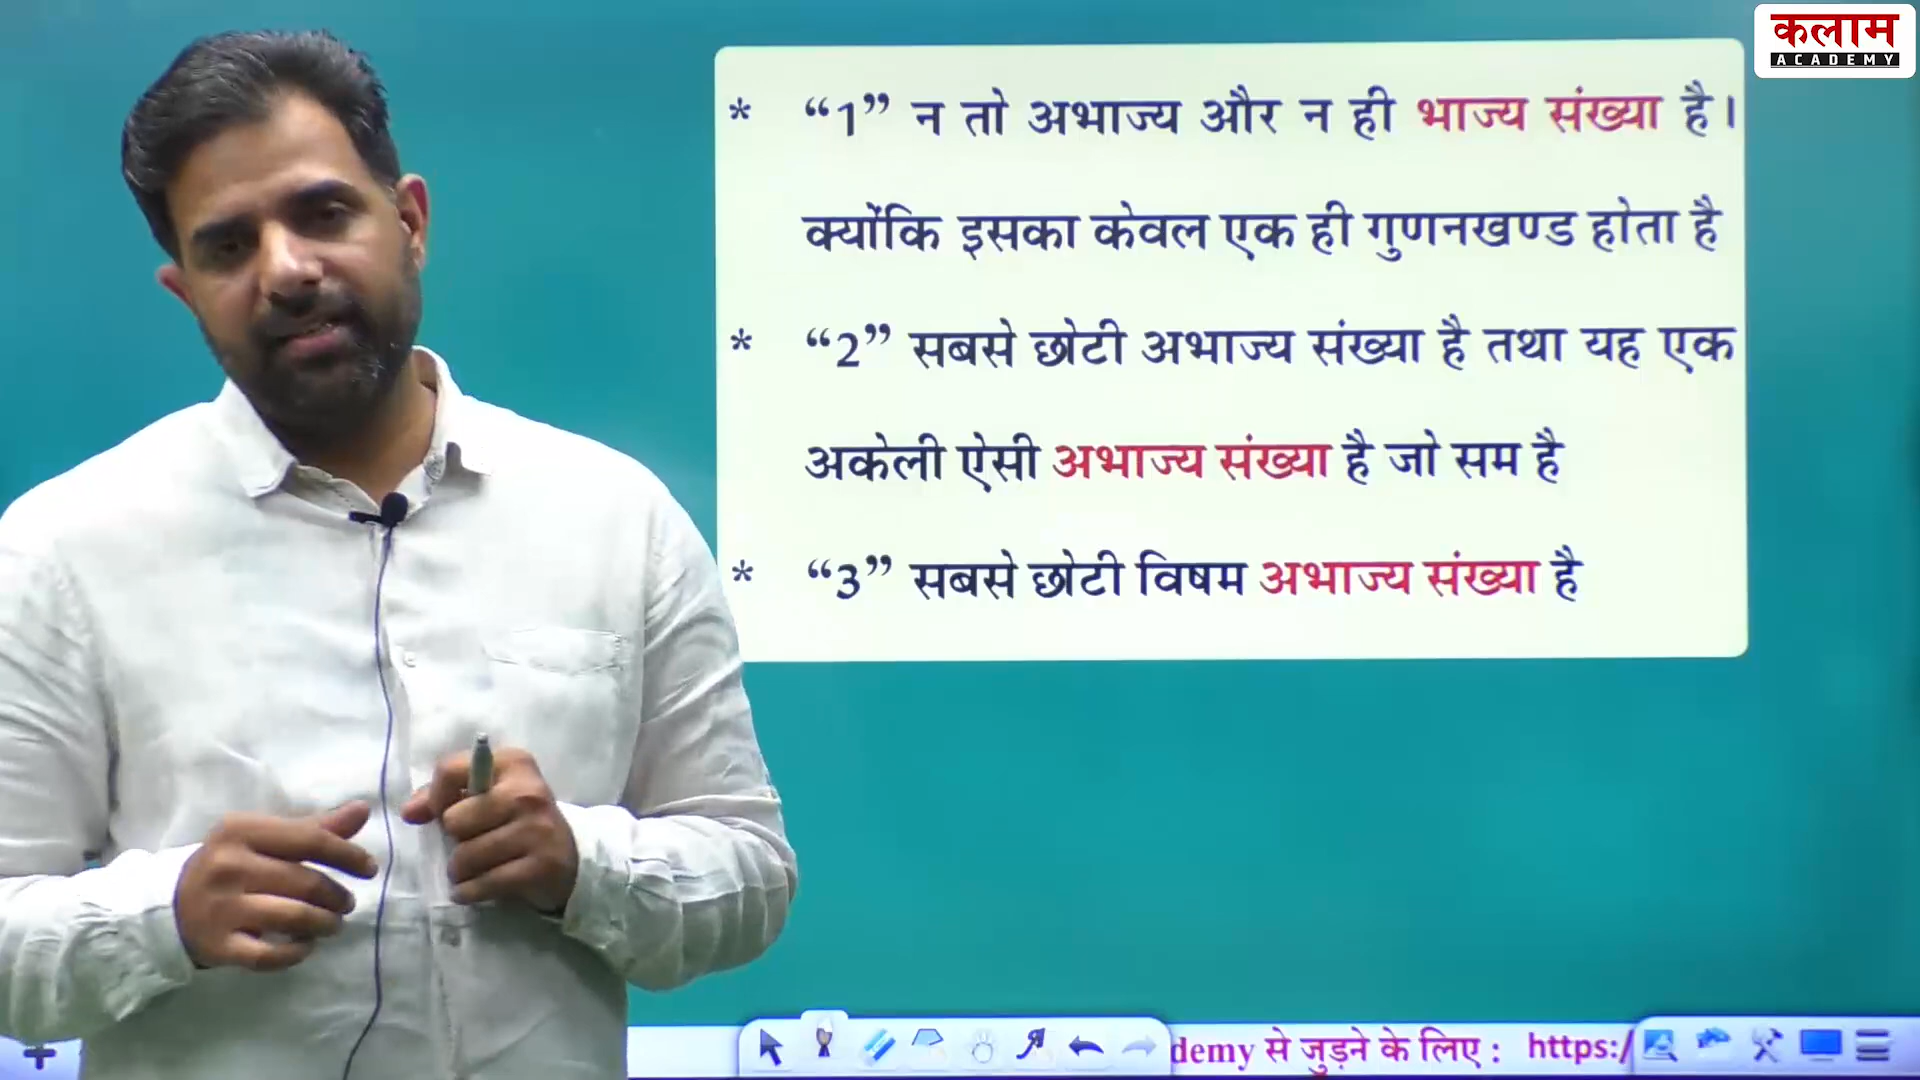 कलाम
ACADEMY
* “1” न तो अभाज्य और न ही भाज्य संख्या है।
क्योंकि इसका केवल एक ही गुणनखण्ड होता है
* “2” सबसे छोटी अभाज्य संख्या है तथा यह एक
अकेली ऐसी अभाज्य संख्या है जो सम है
* “3” सबसे छोटी विषम अभाज्य संख्या है
demy से जुड़ने के लिए : https:/